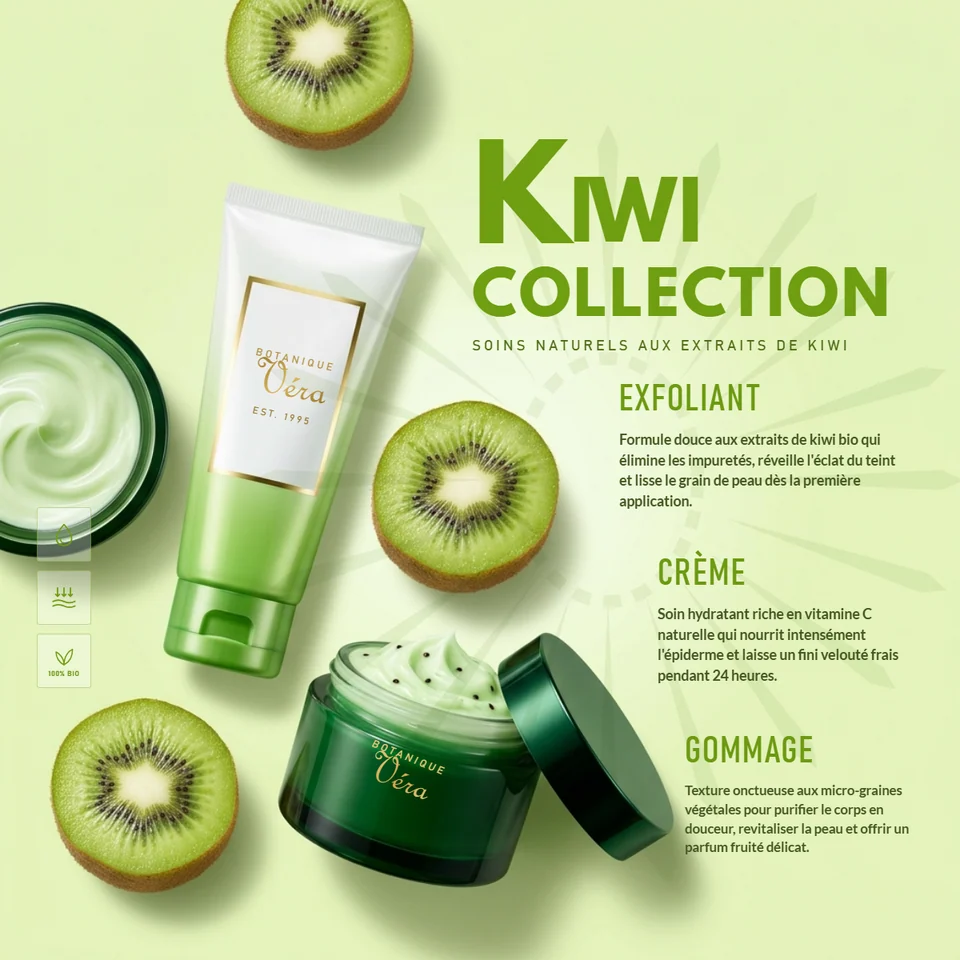 KIWI
COLLECTION
SOINS NATURELS AUX EXTRAITS DE KIWI
EXFOLIANT
Formule douce aux extraits de kiwi bio qui
élimine les impuretés, réveille l'éclat du teint
et lisse le grain de peau dès la première
application.
CRÈME
Soin hydratant riche en vitamine C
naturelle qui nourrit intensément
l'épiderme et laisse un fini velouté frais
pendant 24 heures.
GOMMAGE
Texture onctueuse aux micro-graines
végétales pour purifier le corps en
douceur, revitaliser la peau et offrir un
parfum fruité délicat.
BOTANIQUE
Véra
EST. 1995
100% BIO
BOTANIQUE
Véra